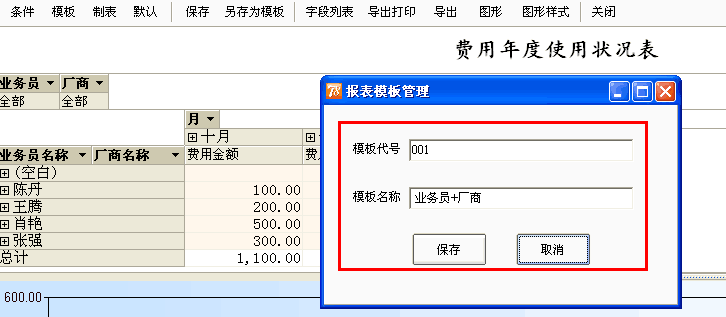 条件 模板 制表 默认 保存 另存为模板 字段列表 导出打印 导出 图形 图形样式 关闭
费用年度使用状况表
业务员 厂商
全部 全部
月
十月
业务员名称 厂商名称 费用金额
(空白)
陈丹 100.00
王腾 200.00
肖艳 500.00
张强 300.00
总计 1,100.00
600.00
报表模板管理
模板代号 001
模板名称 业务员+厂商
保存 取消